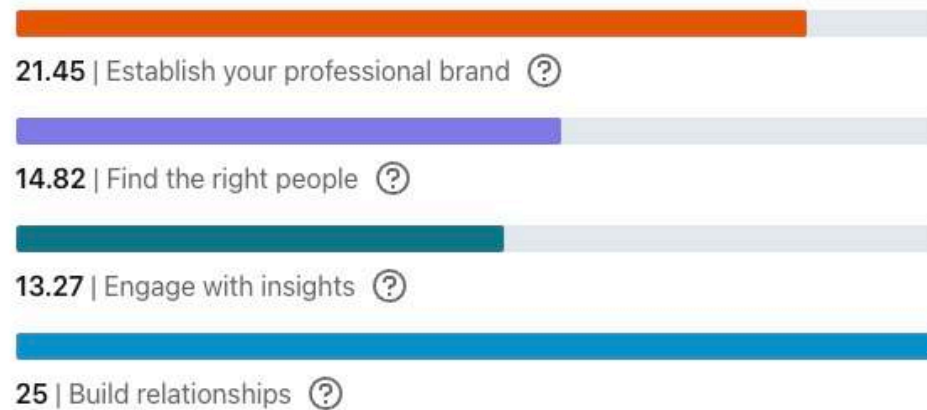 21.45 | Establish your professional brand ?
14.82 | Find the right people ?
13.27 | Engage with insights ?
25 | Build relationships ?